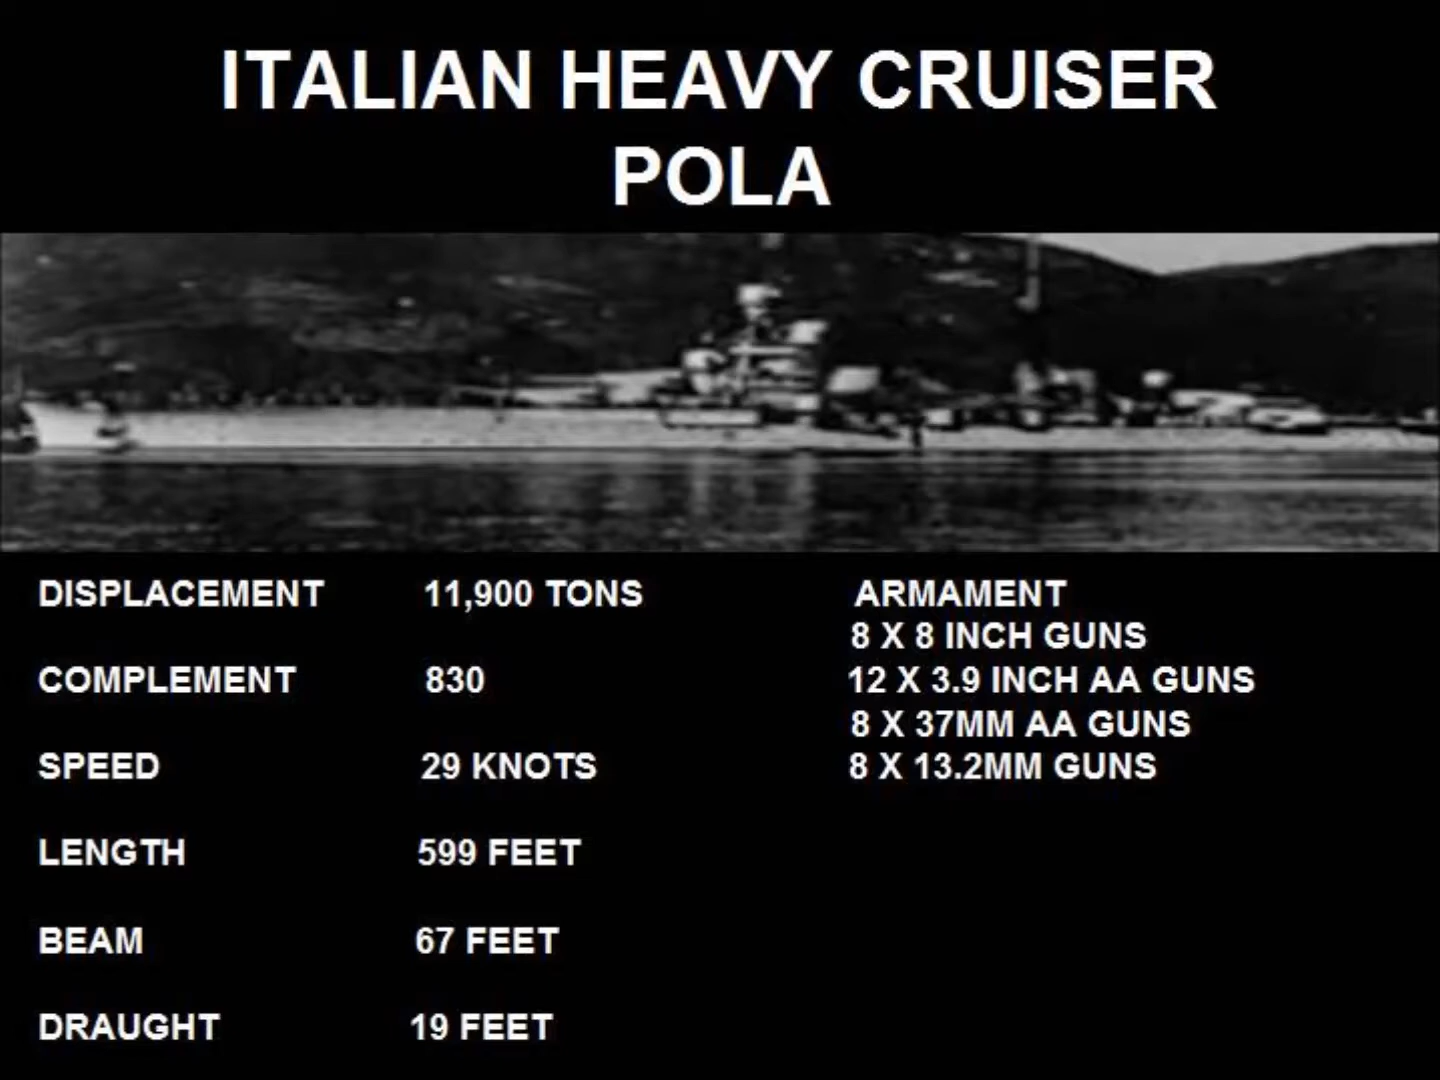 ITALIAN HEAVY CRUISER
POLA
DISPLACEMENT 11,900 TONS
COMPLEMENT 830
SPEED 29 KNOTS
LENGTH 599 FEET
BEAM 67 FEET
DRAUGHT 19 FEET
ARMAMENT
8 X 8 INCH GUNS
12 X 3.9 INCH AA GUNS
8 X 37MM AA GUNS
8 X 13.2MM GUNS